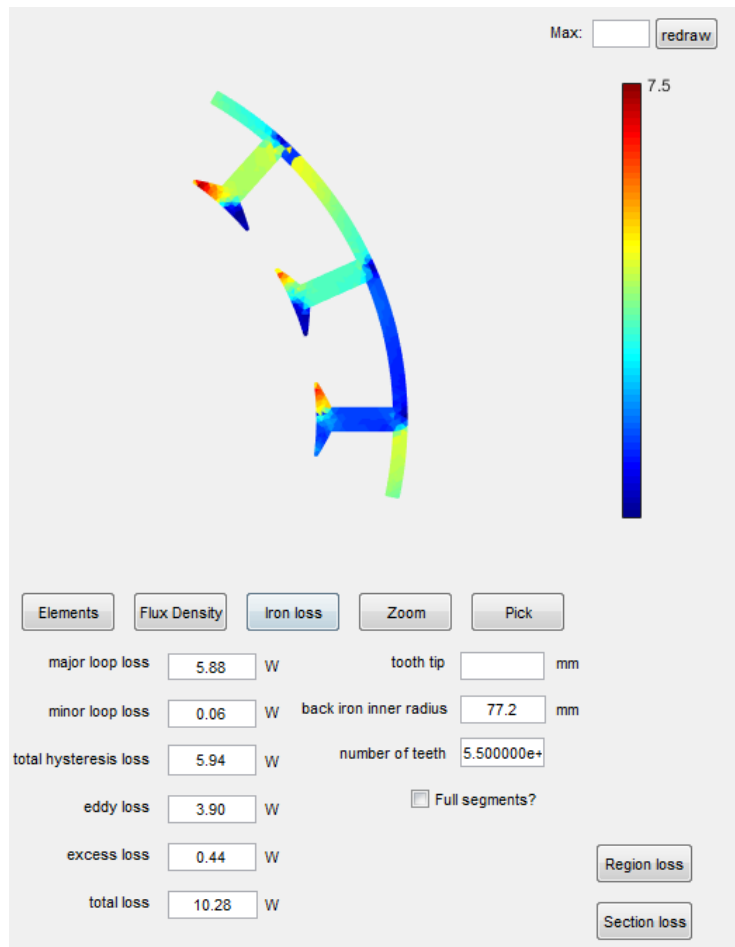 Max: redraw
7.5
Elements Flux Density Iron loss Zoom Pick
major loop loss 5.88 W tooth tip mm
minor loop loss 0.06 W back iron inner radius 77.2 mm
total hysteresis loss 5.94 W number of teeth 5.500000e+
eddy loss 3.90 W Full segments?
excess loss 0.44 W Region loss
total loss 10.28 W Section loss